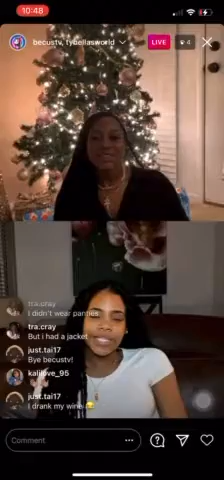 10:48
becustv, tybellasworld
LIVE
4
tra.cray
I didn't wear panties
tra.cray
But i had a jacket
just.tai17
Bye becustv!
kalilove_95
just.tai17
I drank my wine 😂
Comment